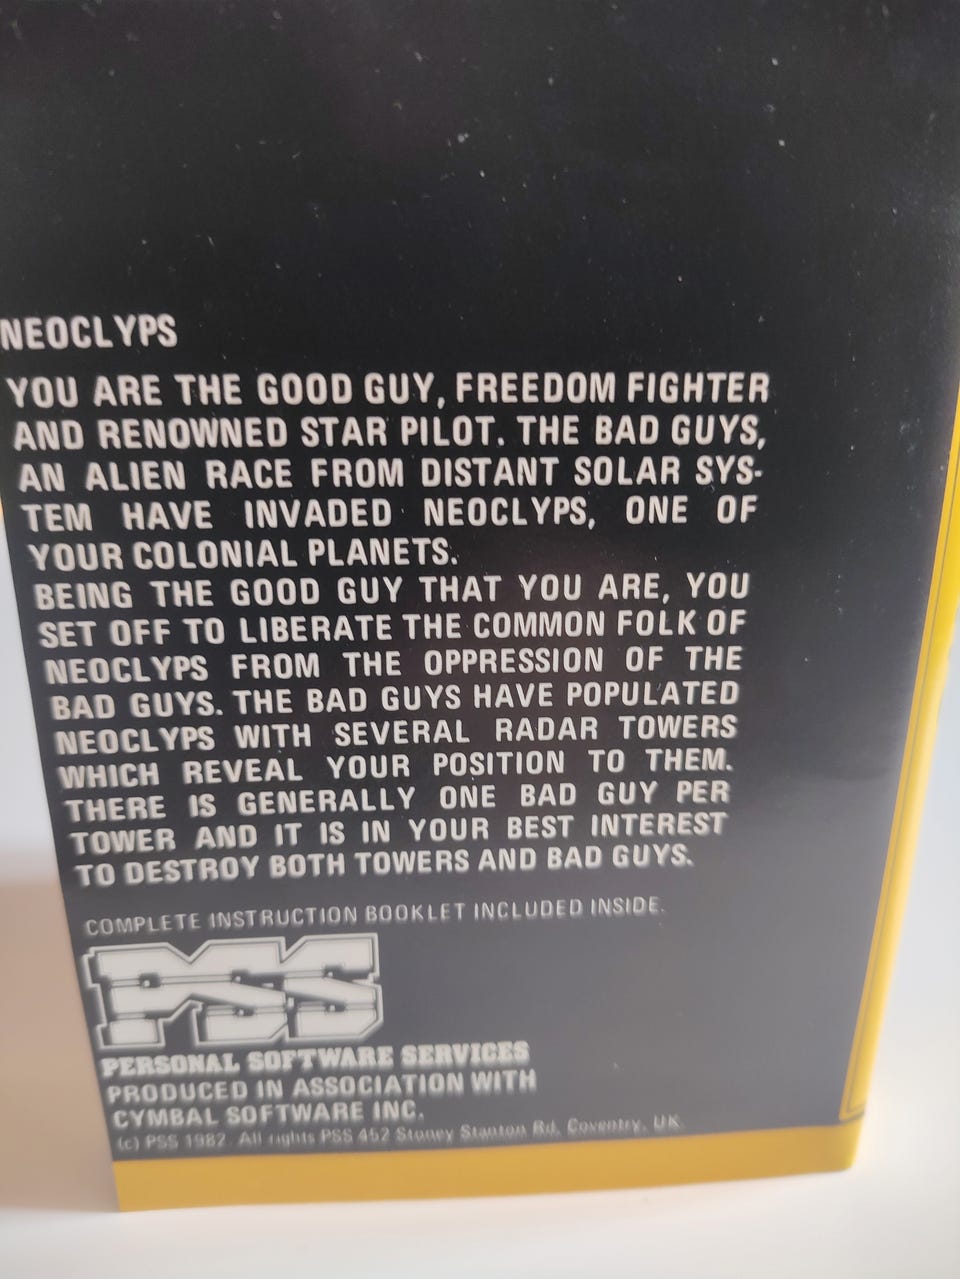 NEOCLYPS
YOU ARE THE GOOD GUY, FREEDOM FIGHTER
AND RENOWNED STAR PILOT. THE BAD GUYS,
AN ALIEN RACE FROM DISTANT SOLAR SYS-
TEM HAVE INVADED NEOCLYPS, ONE OF
YOUR COLONIAL PLANETS.
BEING THE GOOD GUY THAT YOU ARE, YOU
SET OFF TO LIBERATE THE COMMON FOLK OF
NEOCLYPS FROM THE OPPRESSION OF THE
BAD GUYS. THE BAD GUYS HAVE POPULATED
NEOCLYPS WITH SEVERAL RADAR TOWERS
WHICH REVEAL YOUR POSITION TO THEM.
THERE IS GENERALLY ONE BAD GUY PER
TOWER AND IT IS IN YOUR BEST INTEREST
TO DESTROY BOTH TOWERS AND BAD GUYS.
COMPLETE INSTRUCTION BOOKLET INCLUDED INSIDE.
PSS
PERSONAL SOFTWARE SERVICES
PRODUCED IN ASSOCIATION WITH
CYMBAL SOFTWARE INC.
(c) PSS 1982. All rights PSS 452 Stoney Stanton Rd. Coventry. UK